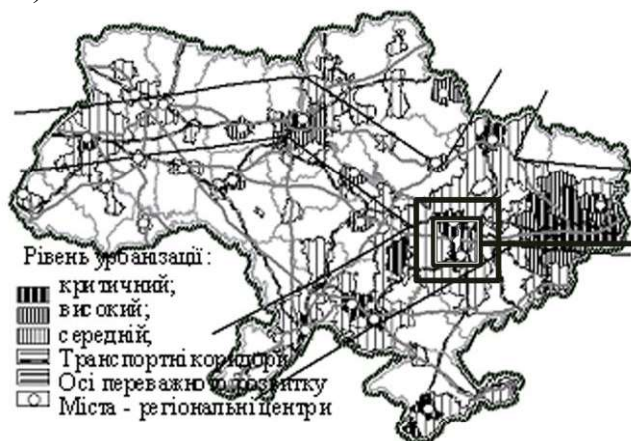 Рівень урбанізації:
критичний;
високий;
середній;
Транспортні коридори
Осі переважного розвитку
Міста - регіональні центри